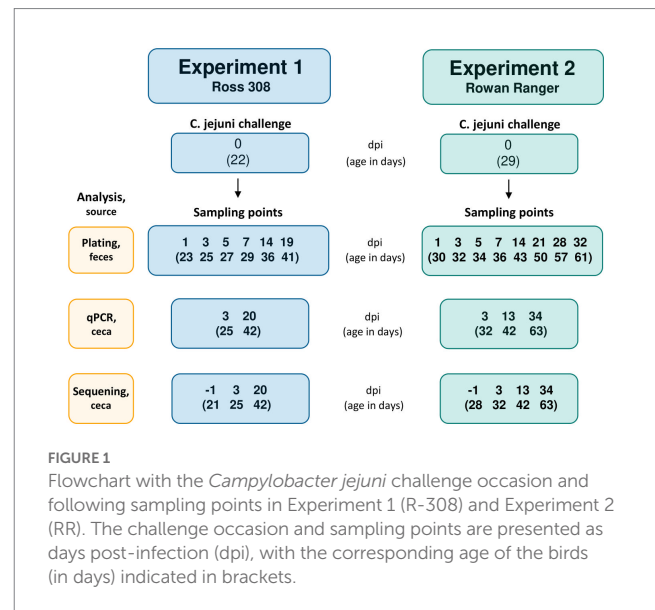 Experiment 1
Ross 308
Experiment 2
Rowan Ranger
C. jejuni challenge
C. jejuni challenge
0
(22)
dpi
(age in days)
0
(29)
Analysis,
source
Sampling points
Sampling points
Plating,
feces
1 3 5 7 14 19
(23 25 27 29 36 41)
dpi
(age in days)
1 3 5 7 14 21 28 32
(30 32 34 36 43 50 57 61)
qPCR,
ceca
3 20
(25 42)
dpi
(age in days)
3 13 34
(32 42 63)
Sequening,
ceca
-1 3 20
(21 25 42)
dpi
(age in days)
-1 3 13 34
(28 32 42 63)
FIGURE 1
Flowchart with the Campylobacter jejuni challenge occasion and
following sampling points in Experiment 1 (R-308) and Experiment 2
(RR). The challenge occasion and sampling points are presented as
days post-infection (dpi), with the corresponding age of the birds
(in days) indicated in brackets.